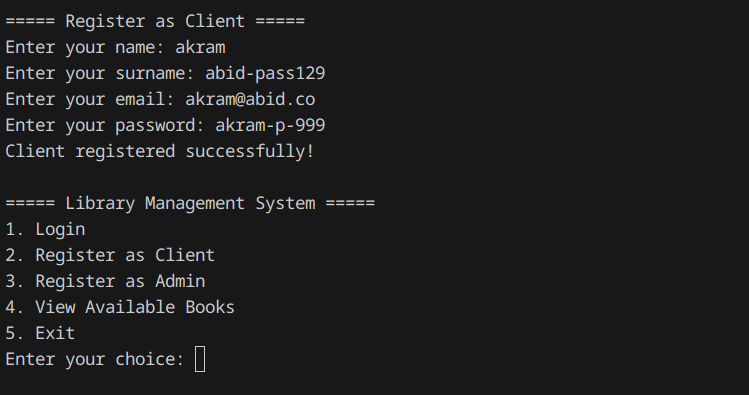 ===== Register as Client =====
Enter your name: akram
Enter your surname: abid-pass129
Enter your email: akram@abid.co
Enter your password: akram-p-999
Client registered successfully!

===== Library Management System =====
1. Login
2. Register as Client
3. Register as Admin
4. View Available Books
5. Exit
Enter your choice: